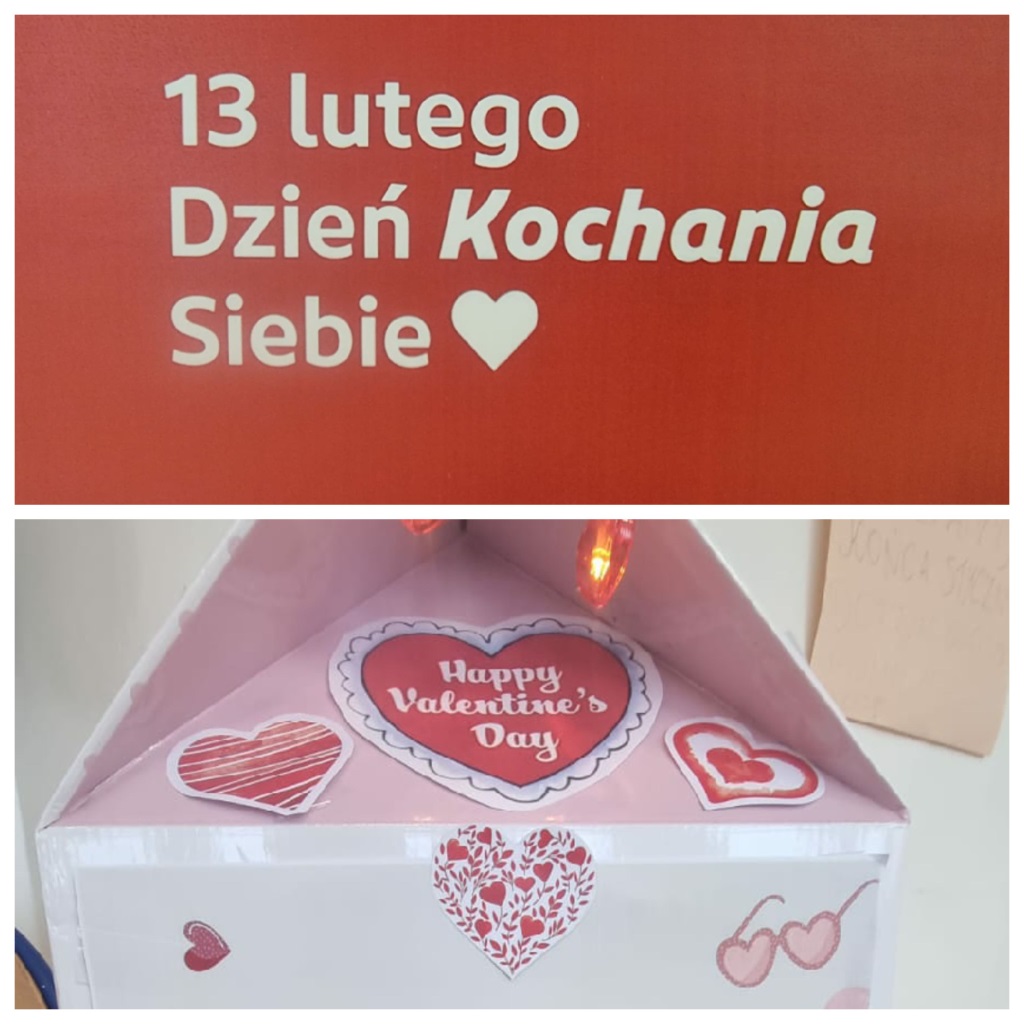 13 lutego
Dzień Kochania
Siebie
Happy
Valentine's
Day